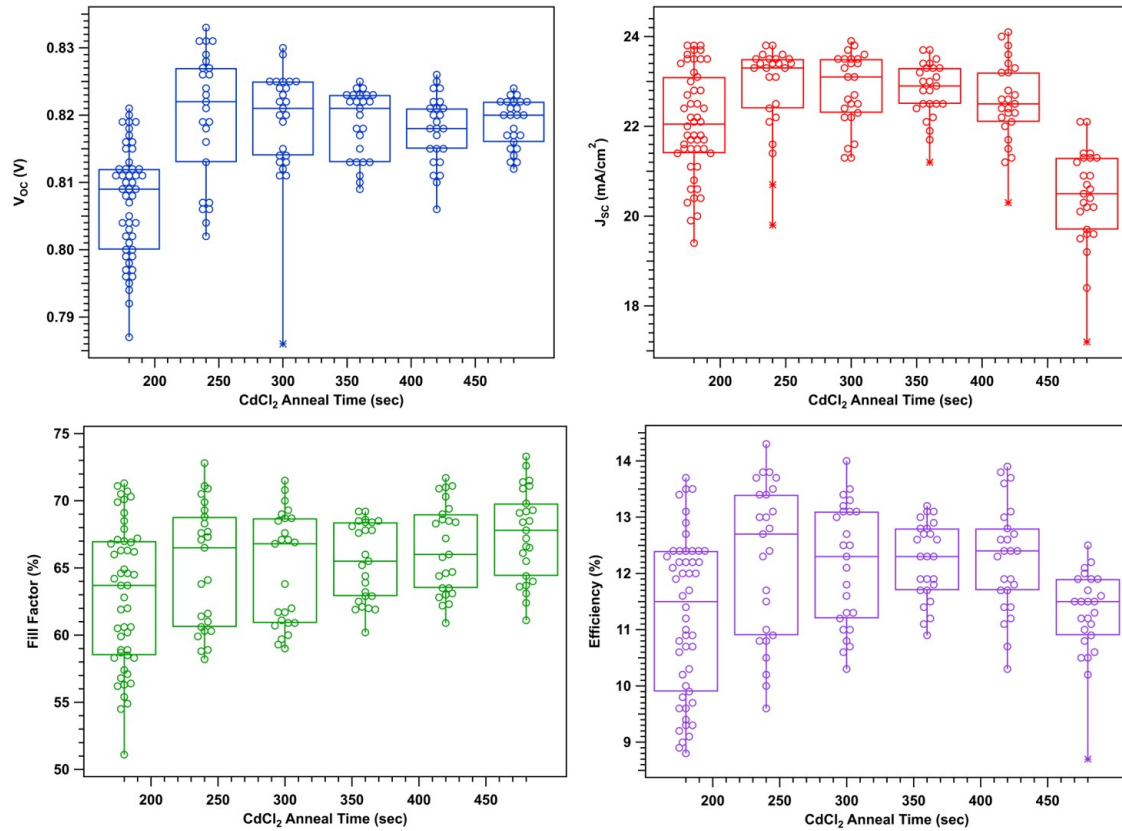 0.83
0.82
0.81
0.80
0.79
V_OC (V)
200 250 300 350 400 450
CdCl₂ Anneal Time (sec)
24
22
20
18
J_SC (mA/cm²)
200 250 300 350 400 450
CdCl₂ Anneal Time (sec)
75
70
65
60
55
50
Fill Factor (%)
200 250 300 350 400 450
CdCl₂ Anneal Time (sec)
14
13
12
11
10
9
Efficiency (%)
200 250 300 350 400 450
CdCl₂ Anneal Time (sec)